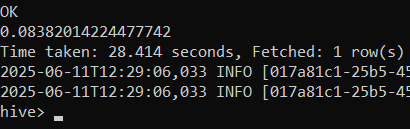 OK
0.08382014224477742
Time taken: 28.414 seconds, Fetched: 1 row(s)
2025-06-11T12:29:06,033 INFO [017a81c1-25b5-45
2025-06-11T12:29:06,033 INFO [017a81c1-25b5-45
hive>